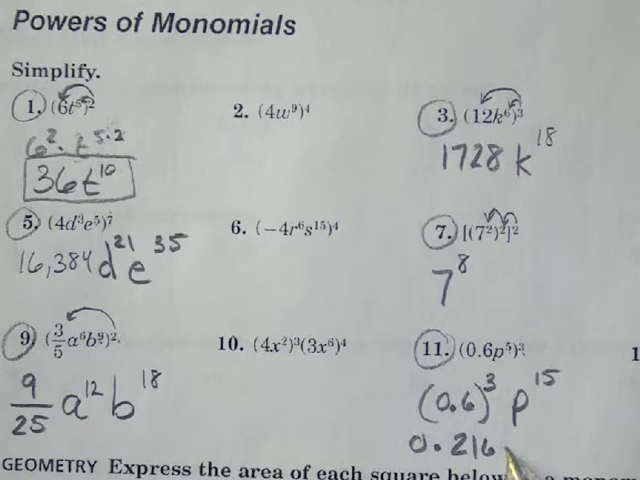 Powers of Monomials
Simplify.
1. (6t⁵)²
2. (4w⁹)⁴
3. (12k⁶)³
6² · t⁵·²
36t¹⁰
1728 k¹⁸
5. (4d³e⁵)⁷
6. (−4r⁶s¹⁵)⁴
7. [(7²)²]²
16,384 d²¹ e³⁵
7⁸
9. (3/5 a⁶b⁹)²
10. (4x²)³(3x⁶)⁴
11. (0.6p⁵)³
1
9/25 a¹² b¹⁸
(0.6)³ p¹⁵
0.216
GEOMETRY Express the area of each square below